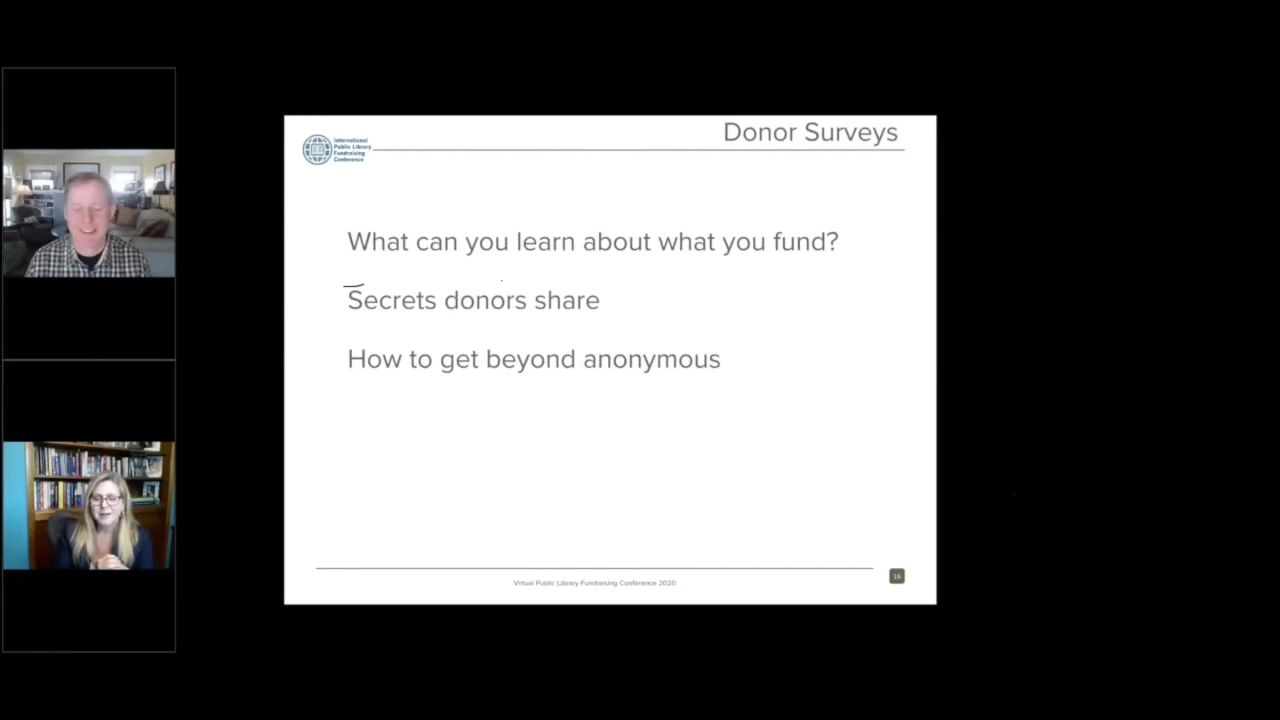 Donor Surveys
International
Public Library
Fundraising
Conference
What can you learn about what you fund?
Secrets donors share
How to get beyond anonymous
Virtual Public Library Fundraising Conference 2020
16